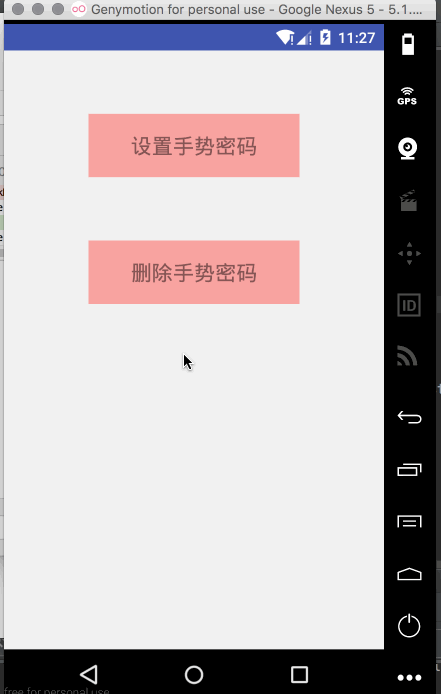 Genymotion for personal use - Google Nexus 5 - 5.1....
11:27
GPS
设置手势密码
删除手势密码
ID
free for personal use